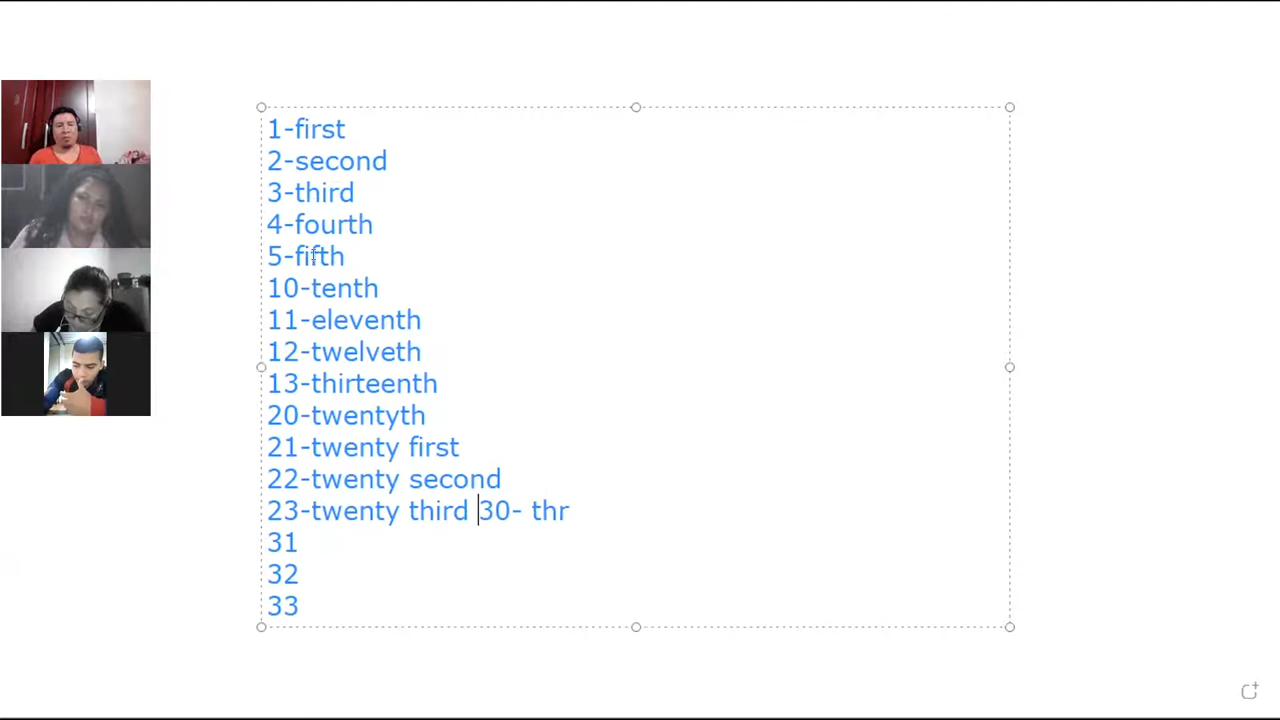 1-first
2-second
3-third
4-fourth
5-fifth
10-tenth
11-eleventh
12-twelveth
13-thirteenth
20-twentyth
21-twenty first
22-twenty second
23-twenty third 30- thr
31
32
33